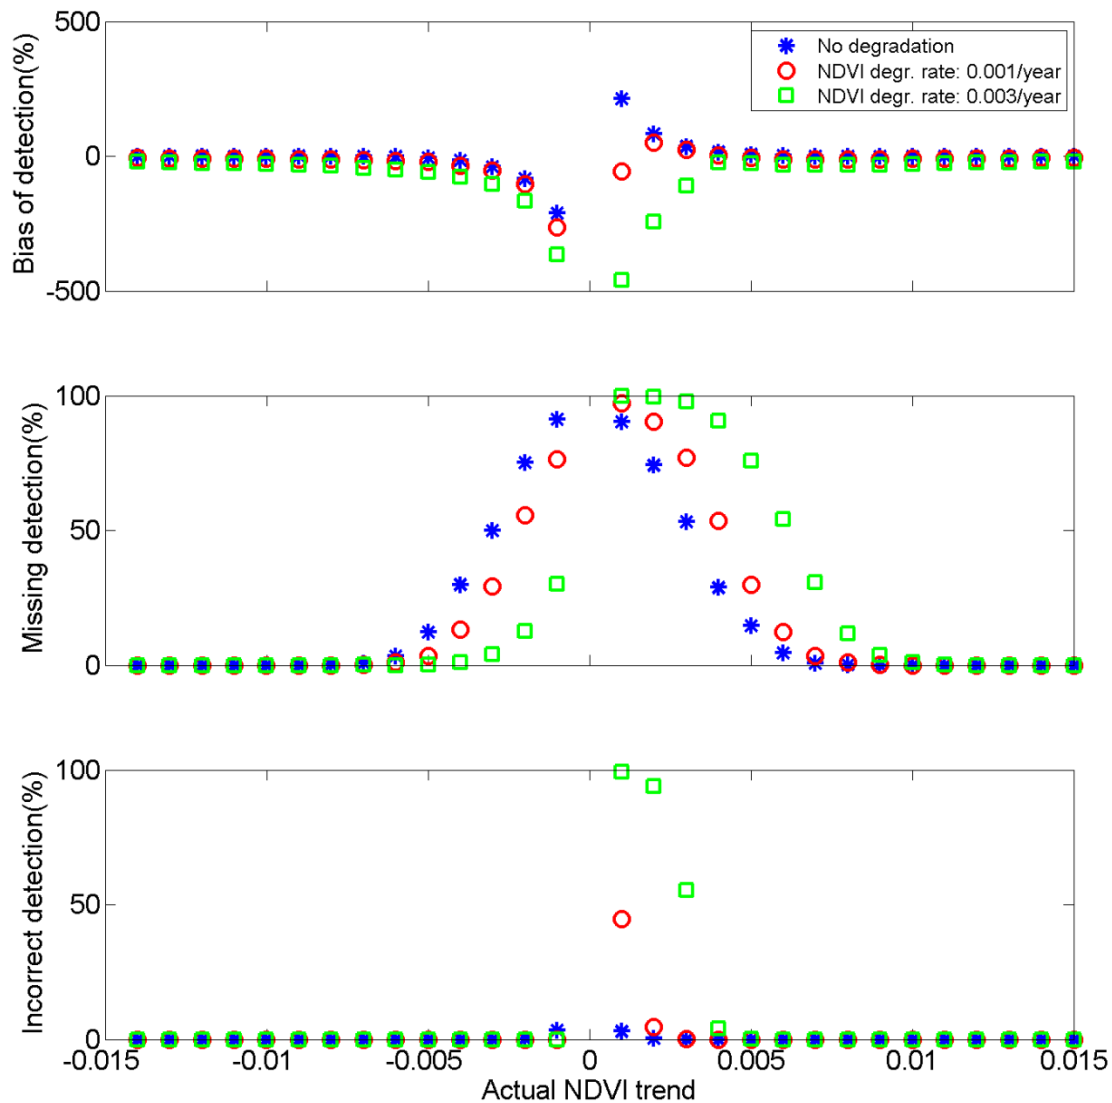 500
0
-500
Bias of detection(%)
No degradation
NDVI degr. rate: 0.001/year
NDVI degr. rate: 0.003/year
100
50
0
Missing detection(%)
100
50
0
Incorrect detection(%)
-0.015
-0.01
-0.005
0
0.005
0.01
0.015
Actual NDVI trend